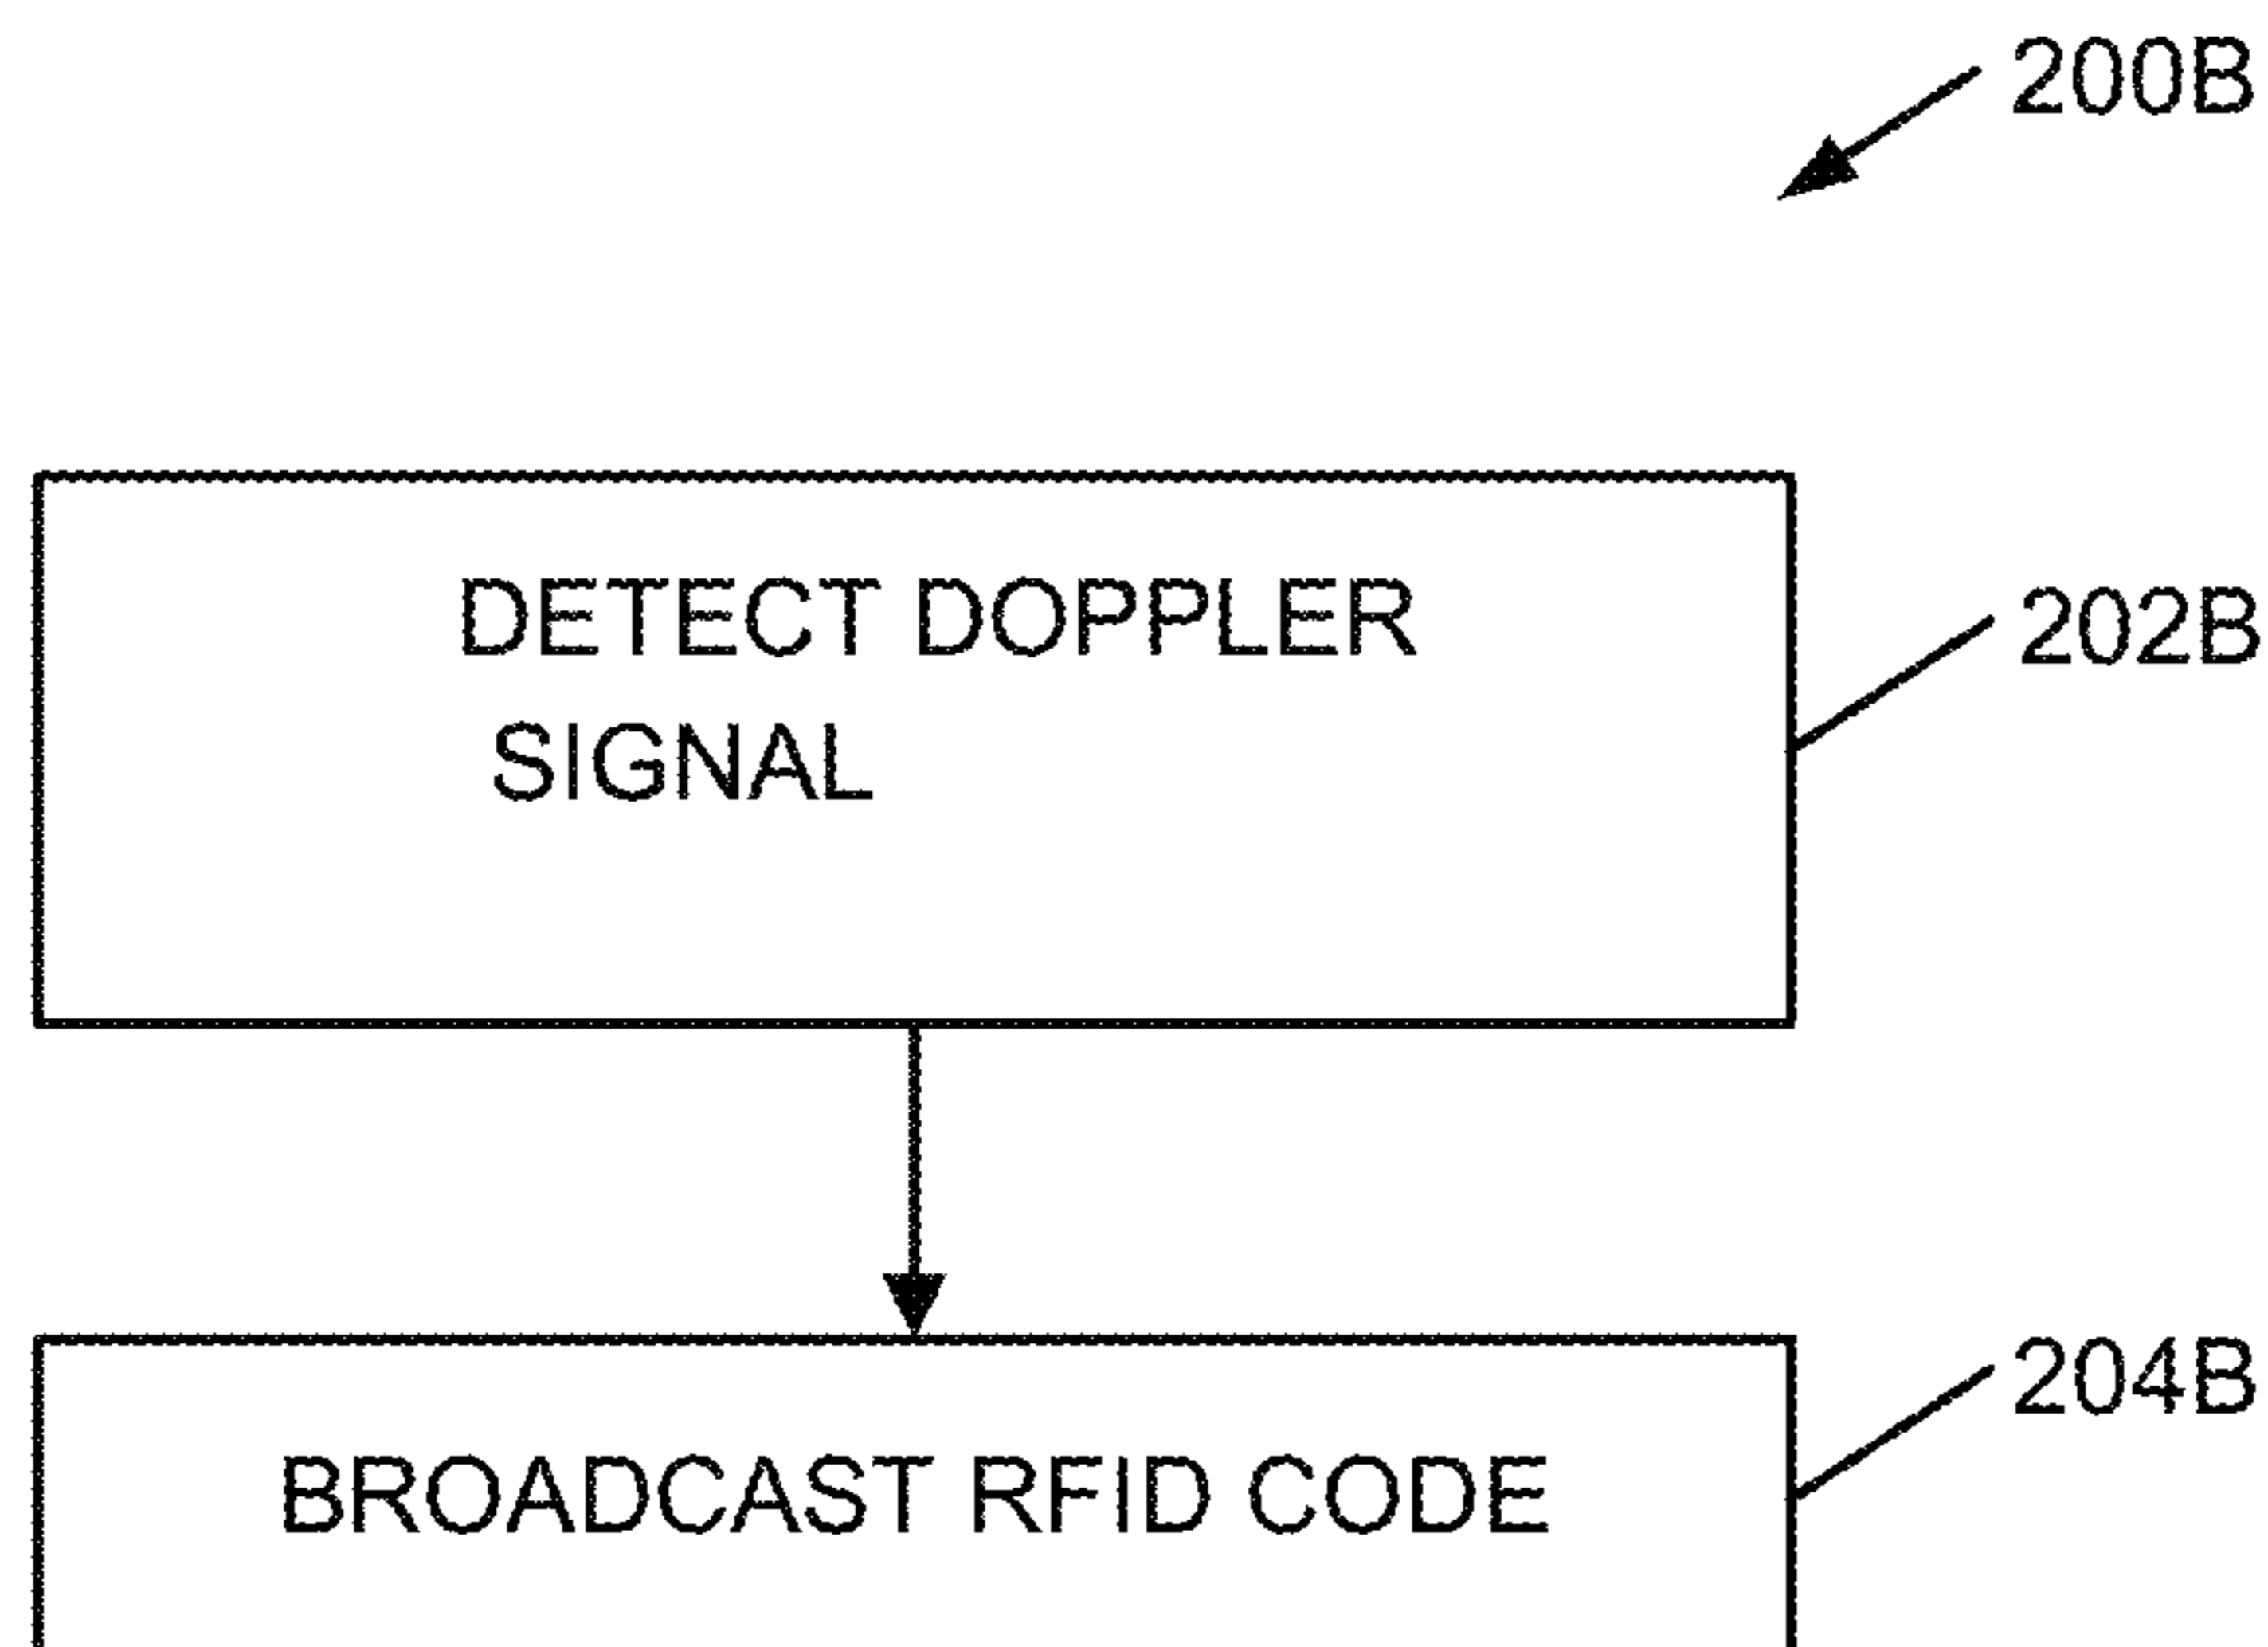 200B
DETECT DOPPLER
SIGNAL
202B
204B
BROADCAST RFID CODE